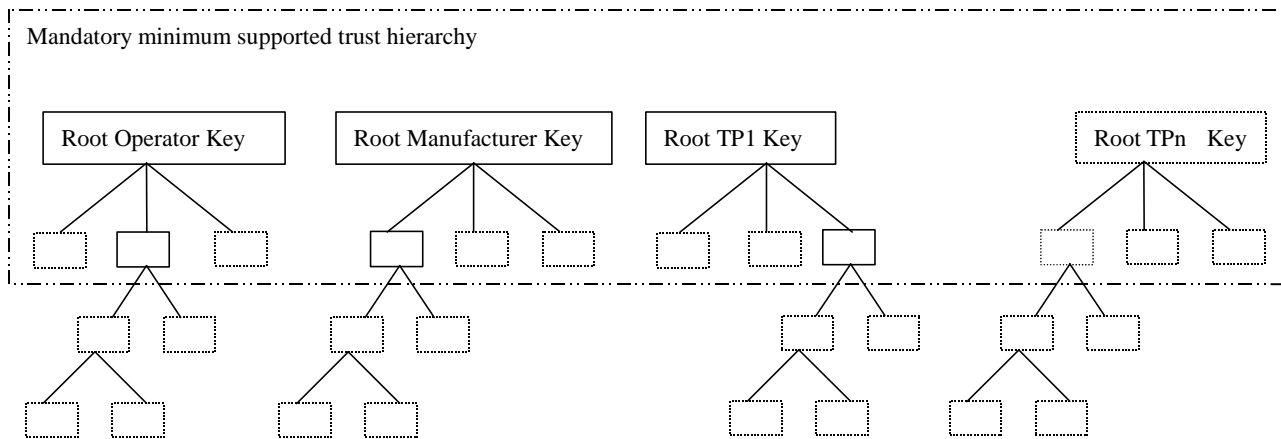 Mandatory minimum supported trust hierarchy
Root Operator Key
Root Manufacturer Key
Root TP1 Key
Root TPn Key